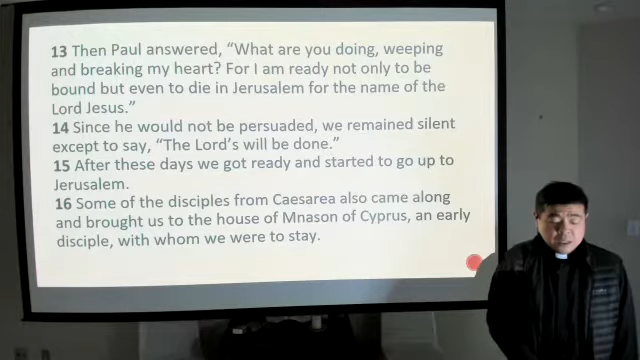 13 Then Paul answered, “What are you doing, weeping
and breaking my heart? For I am ready not only to be
bound but even to die in Jerusalem for the name of the
Lord Jesus.”
14 Since he would not be persuaded, we remained silent
except to say, “The Lord’s will be done.”
15 After these days we got ready and started to go up to
Jerusalem.
16 Some of the disciples from Caesarea also came along
and brought us to the house of Mnason of Cyprus, an early
disciple, with whom we were to stay.